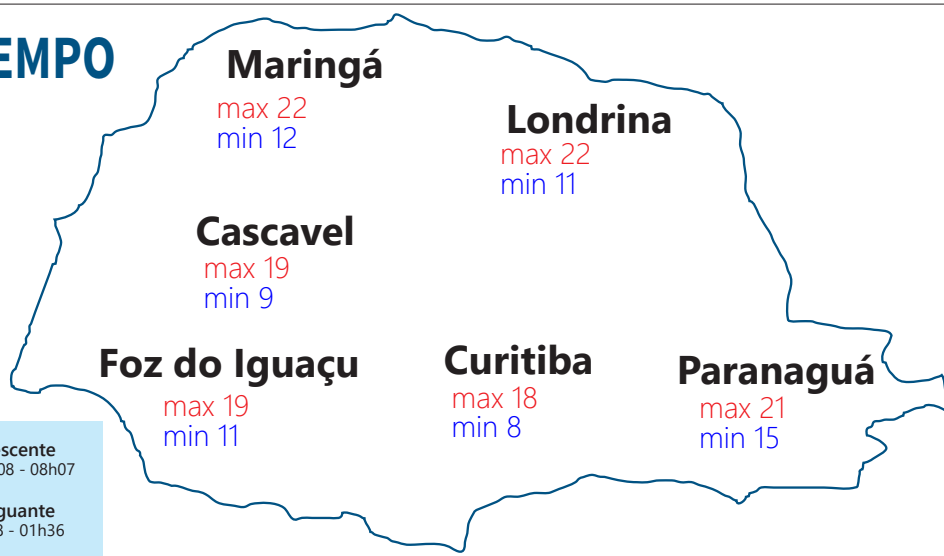 EMPO
Maringá
max 22
min 12
Londrina
max 22
min 11
Cascavel
max 19
min 9
Foz do Iguaçu
max 19
min 11
Curitiba
max 18
min 8
Paranaguá
max 21
min 15
escente
08 - 08h07
guante
- 01h36